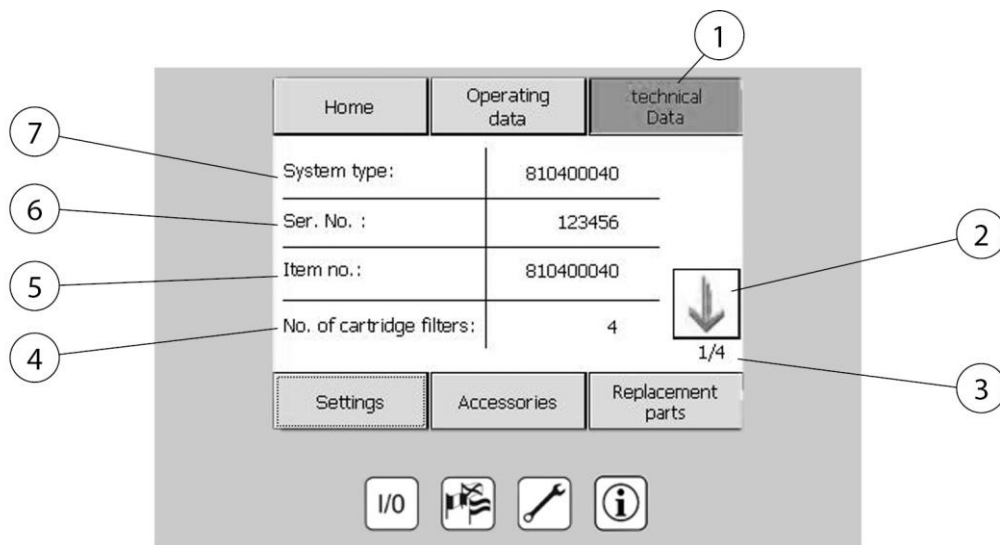 1
Home
Operating
data
technical
Data
7
System type:
810400040
6
Ser. No. :
123456
2
5
Item no.:
810400040
4
No. of cartridge filters:
4
1/4
3
Settings
Accessories
Replacement
parts
I/0
i